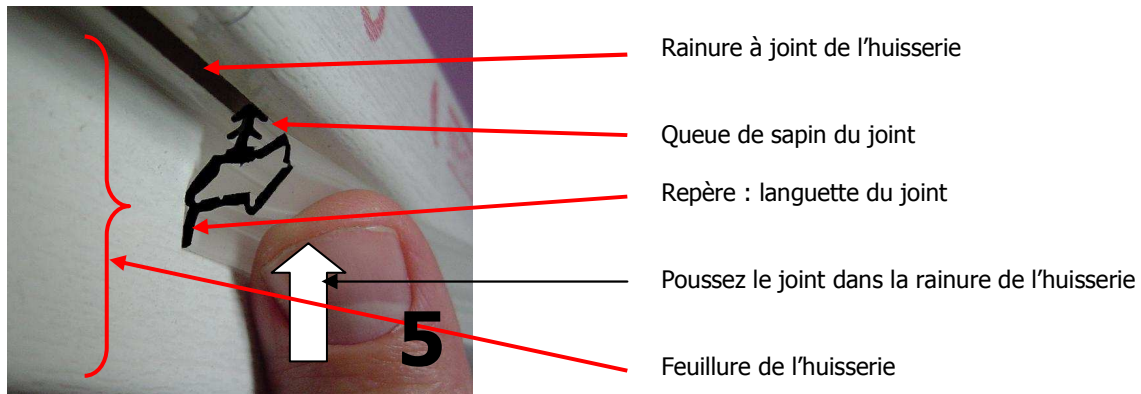 Rainure à joint de l'huisserie
Queue de sapin du joint
Repère : languette du joint
Poussez le joint dans la rainure de l'huisserie
5
Feuillure de l'huisserie